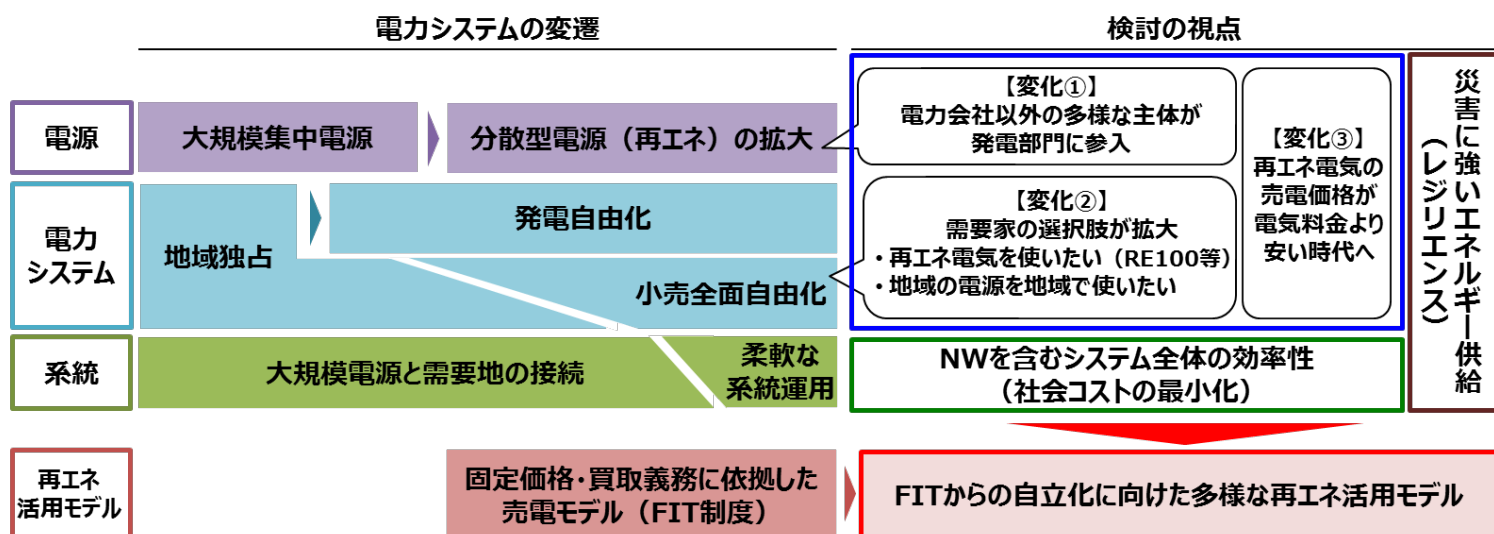 電力システムの変遷
検討の視点
電源
大規模集中電源
分散型電源（再エネ）の拡大
【変化①】
電力会社以外の多様な主体が
発電部門に参入
電力
システム
地域独占
発電自由化
小売全面自由化
【変化②】
需要家の選択肢が拡大
・再エネ電気を使いたい（RE100等）
・地域の電源を地域で使いたい
【変化③】
再エネ電気の
売電価格が
電気料金より
安い時代へ
災害に強いエネルギー供給
（レジリエンス）
系統
大規模電源と需要地の接続
柔軟な
系統運用
NWを含むシステム全体の効率性
（社会コストの最小化）
再エネ
活用モデル
固定価格・買取義務に依拠した
売電モデル（FIT制度）
FITからの自立化に向けた多様な再エネ活用モデル